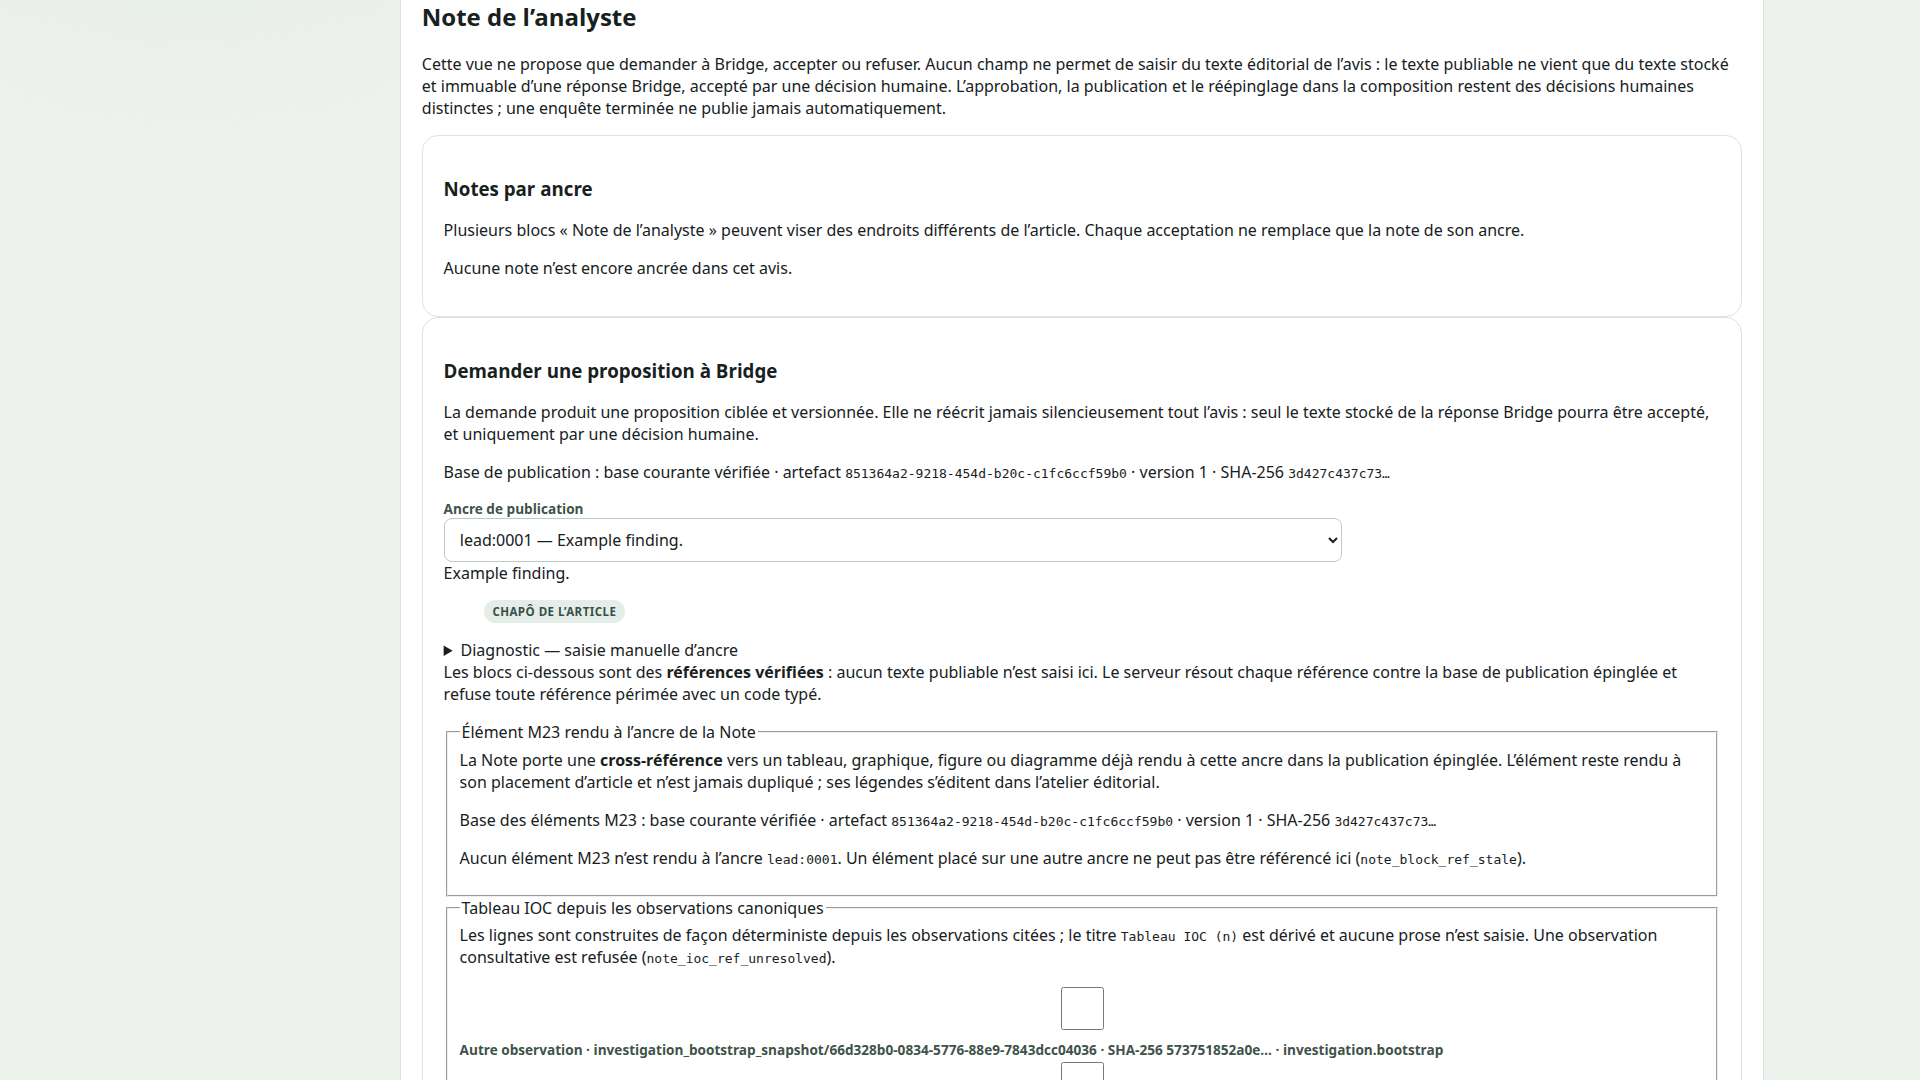 Note de l’analyste
Cette vue ne propose que demander à Bridge, accepter ou refuser. Aucun champ ne permet de saisir du texte éditorial de l’avis : le texte publiable ne vient que du texte stocké
et immuable d’une réponse Bridge, accepté par une décision humaine. L’approbation, la publication et le réépinglage dans la composition restent des décisions humaines
distinctes ; une enquête terminée ne publie jamais automatiquement.
Notes par ancre
Plusieurs blocs « Note de l’analyste » peuvent viser des endroits différents de l’article. Chaque acceptation ne remplace que la note de son ancre.
Aucune note n’est encore ancrée dans cet avis.
Demander une proposition à Bridge
La demande produit une proposition ciblée et versionnée. Elle ne réécrit jamais silencieusement tout l’avis : seul le texte stocké de la réponse Bridge pourra être accepté,
et uniquement par une décision humaine.
Base de publication : base courante vérifiée · artefact 851364a2-9218-454d-b20c-c1fc6ccf59b0 · version 1 · SHA-256 3d427c437c73…
Ancre de publication
lead:0001 — Example finding.
Example finding.
CHAPÔ DE L’ARTICLE
Diagnostic — saisie manuelle d’ancre
Les blocs ci-dessous sont des références vérifiées : aucun texte publiable n’est saisi ici. Le serveur résout chaque référence contre la base de publication épinglée et
refuse toute référence périmée avec un code typé.
Élément M23 rendu à l’ancre de la Note
La Note porte une cross-référence vers un tableau, graphique, figure ou diagramme déjà rendu à cette ancre dans la publication épinglée. L’élément reste rendu à
son placement d’article et n’est jamais dupliqué ; ses légendes s’éditent dans l’atelier éditorial.
Base des éléments M23 : base courante vérifiée · artefact 851364a2-9218-454d-b20c-c1fc6ccf59b0 · version 1 · SHA-256 3d427c437c73…
Aucun élément M23 n’est rendu à l’ancre lead:0001. Un élément placé sur une autre ancre ne peut pas être référencé ici (note_block_ref_stale).
Tableau IOC depuis les observations canoniques
Les lignes sont construites de façon déterministe depuis les observations citées ; le titre Tableau IOC (n) est dérivé et aucune prose n’est saisie. Une observation
consultative est refusée (note_ioc_ref_unresolved).
Autre observation · investigation_bootstrap_snapshot/66d328b0-0834-5776-88e9-7843dcc04036 · SHA-256 573751852a0e… · investigation.bootstrap